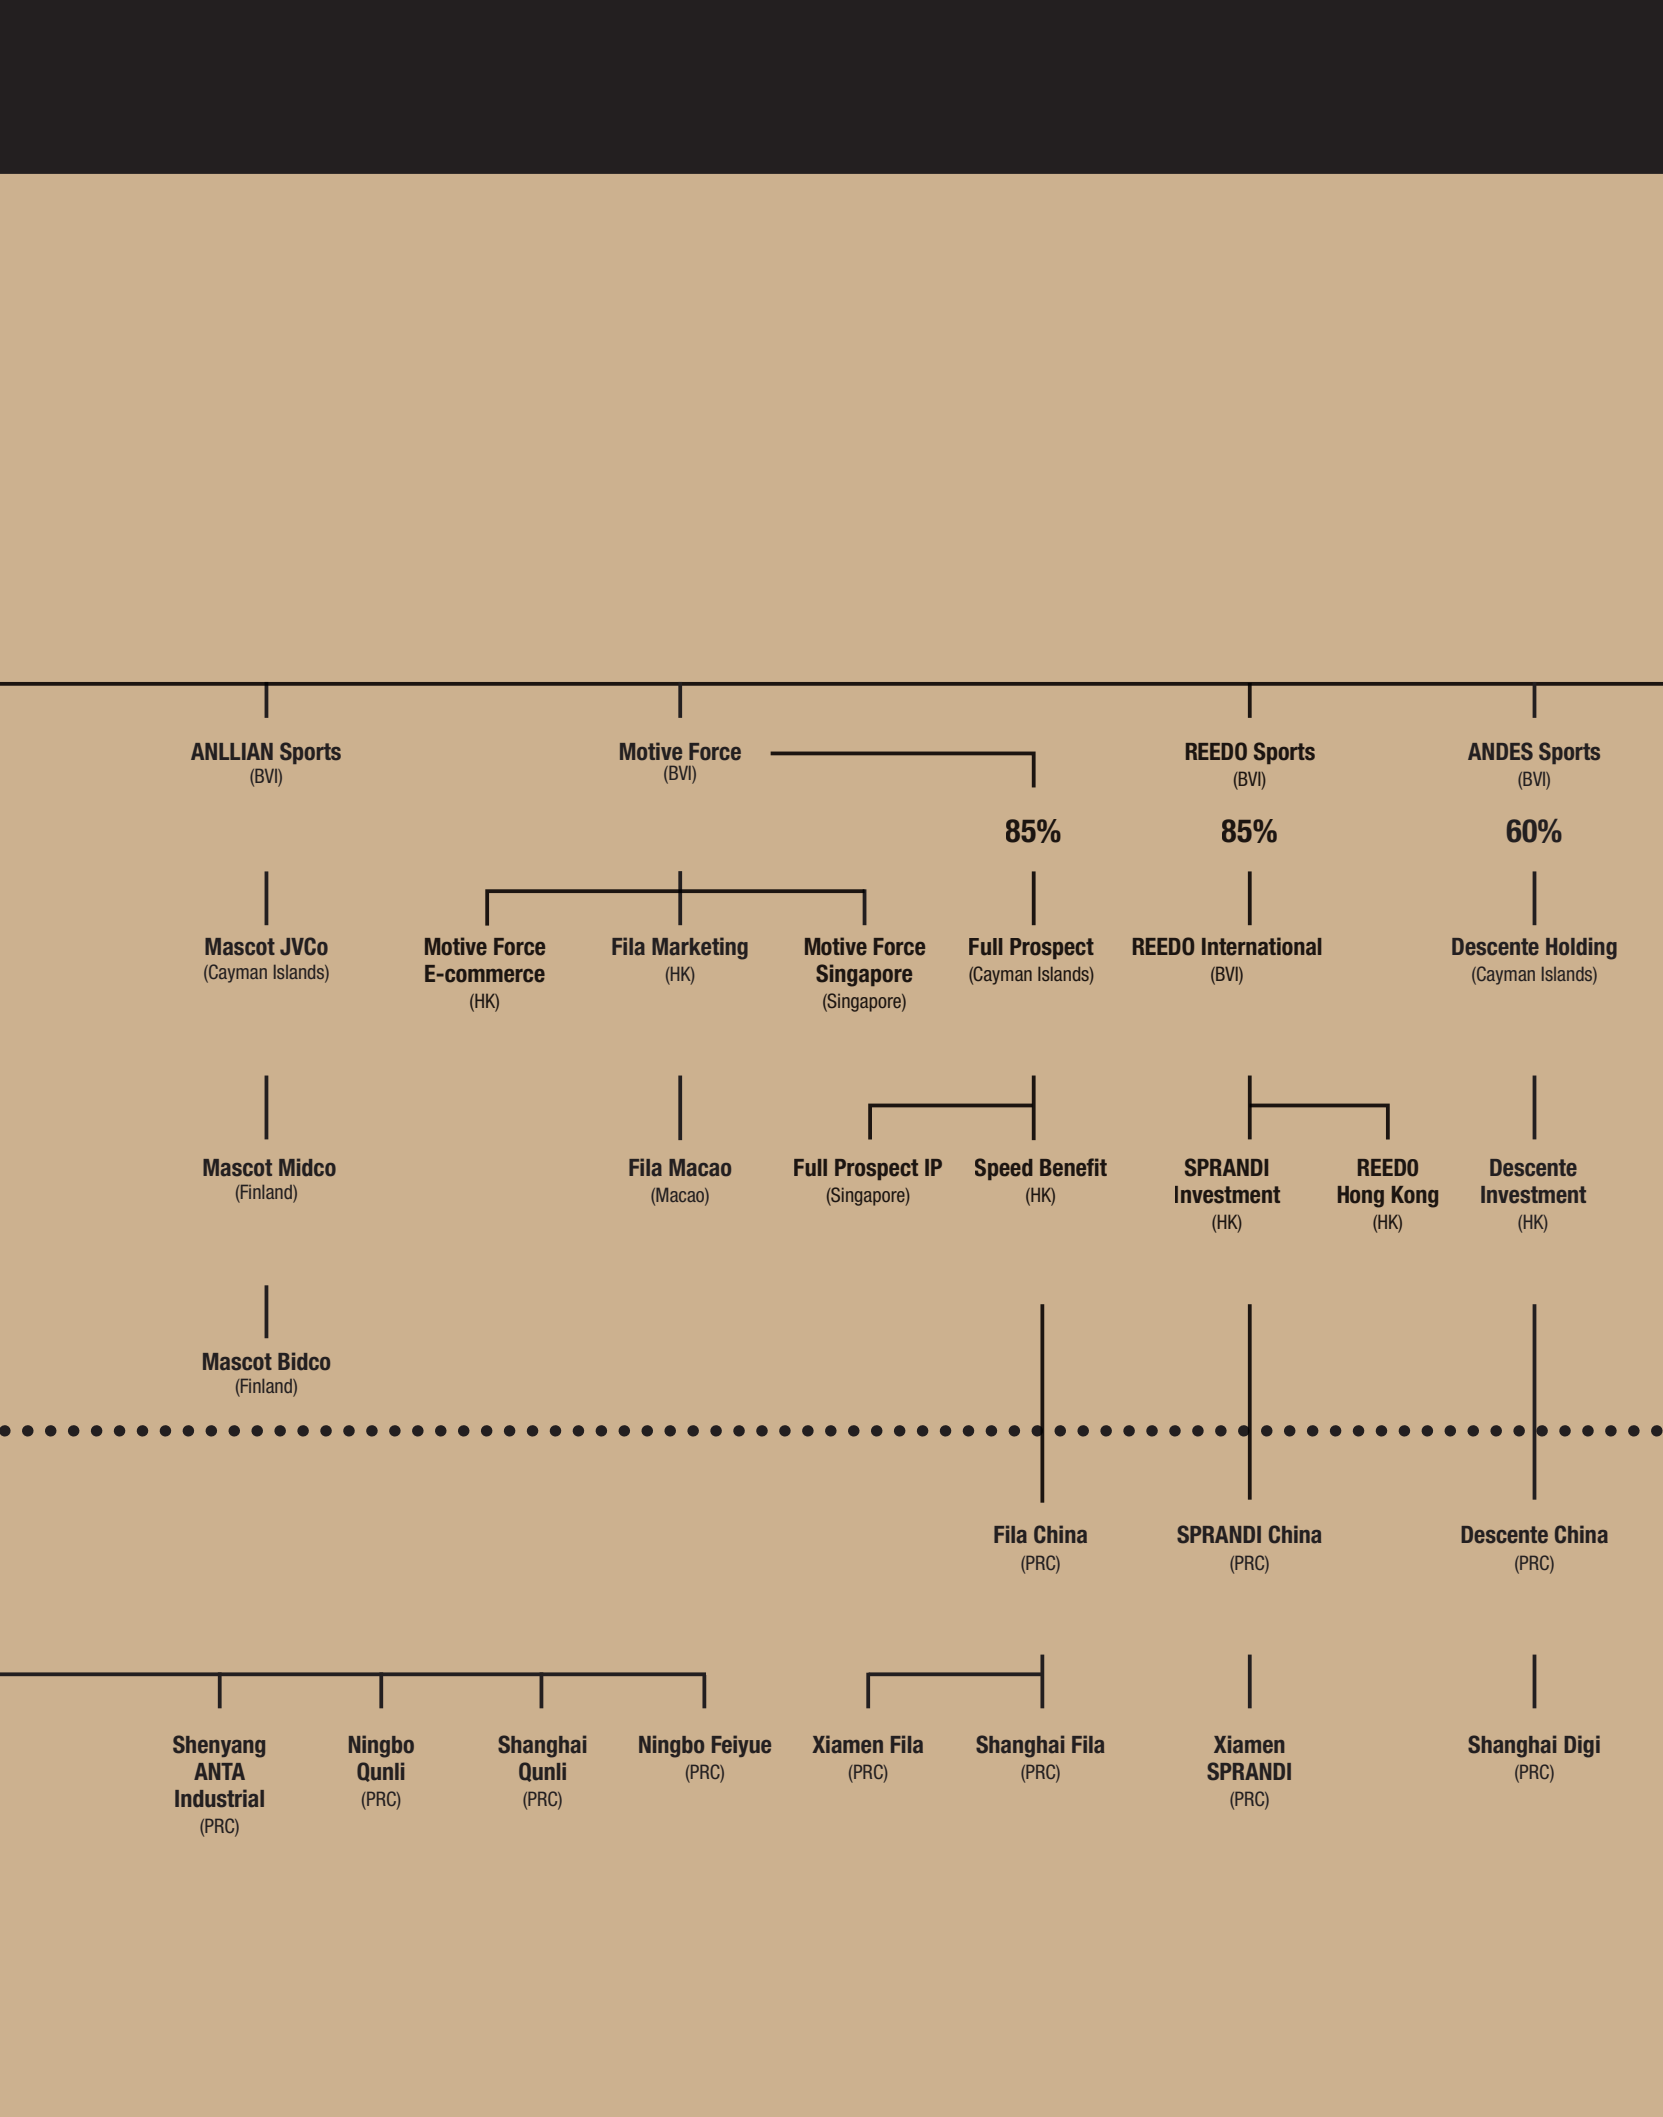 ANLLIAN Sports
(BVI)
Motive Force
(BVI)
REEDO Sports
(BVI)
ANDES Sports
(BVI)
85%
85%
60%
Mascot JVCo
(Cayman Islands)
Motive Force
E-commerce
(HK)
Fila Marketing
(HK)
Motive Force
Singapore
(Singapore)
Full Prospect
(Cayman Islands)
REEDO International
(BVI)
Descente Holding
(Cayman Islands)
Mascot Midco
(Finland)
Fila Macao
(Macao)
Full Prospect IP
(Singapore)
Speed Benefit
(HK)
SPRANDI
Investment
(HK)
REEDO
Hong Kong
(HK)
Descente
Investment
(HK)
Mascot Bidco
(Finland)
Fila China
(PRC)
SPRANDI China
(PRC)
Descente China
(PRC)
Shenyang
ANTA
Industrial
(PRC)
Ningbo
Qunli
(PRC)
Shanghai
Qunli
(PRC)
Ningbo Feiyue
(PRC)
Xiamen Fila
(PRC)
Shanghai Fila
(PRC)
Xiamen
SPRANDI
(PRC)
Shanghai Digi
(PRC)